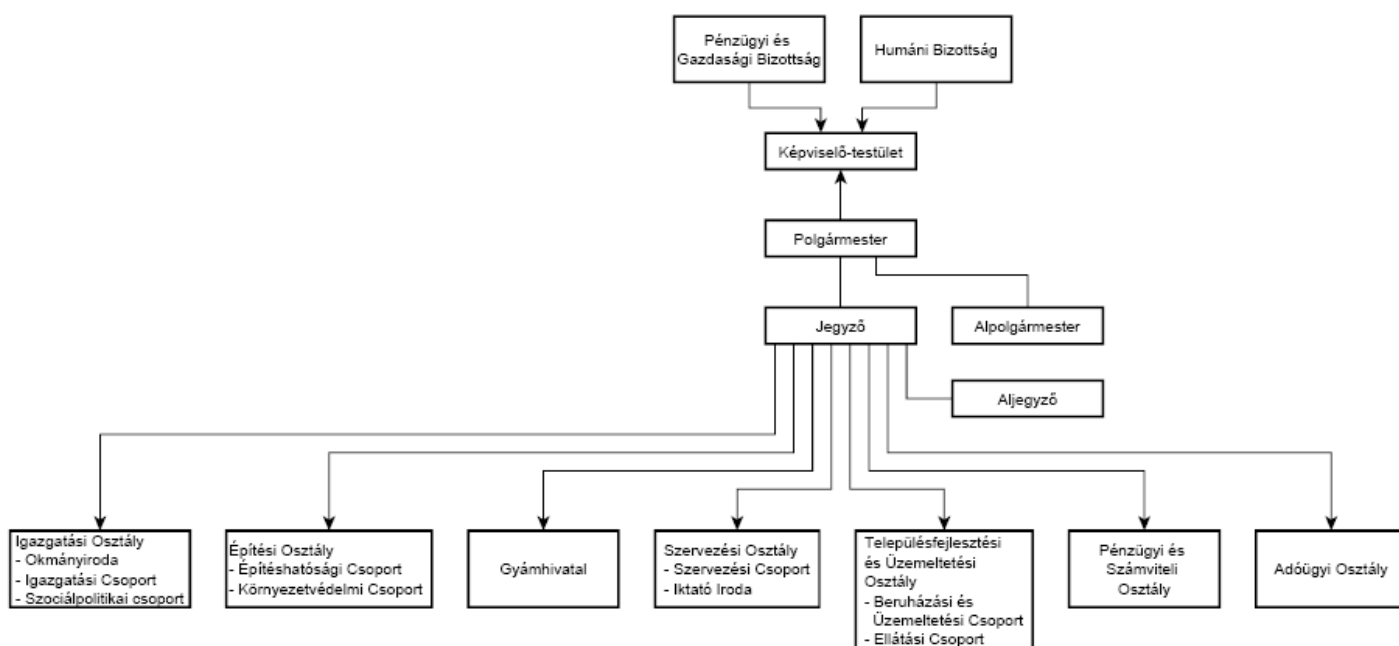 Pénzügyi és
Gazdasági Bizottság
Humáni Bizottság
Képviselő-testület
Polgármester
Jegyző
Alpolgármester
Aljegyző
Igazgatási Osztály
- Okmányiroda
- Igazgatási Csoport
- Szociálpolitikai csoport
Építési Osztály
- Építéshatósági Csoport
- Környezetvédelmi Csoport
Gyámhivatal
Szervezési Osztály
- Szervezési Csoport
- Iktató Iroda
Településfejlesztési
és Üzemeltetési
Osztály
- Beruházási és
Üzemeltetési Csoport
- Ellátási Csoport
Pénzügyi és
Számviteli
Osztály
Adóügyi Osztály